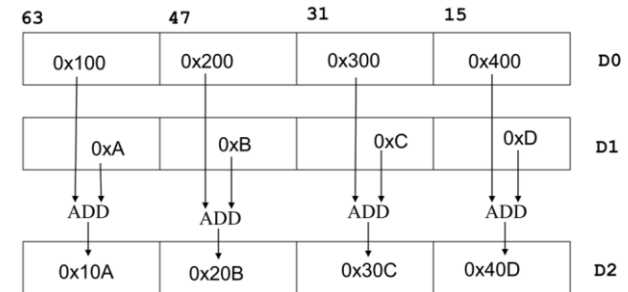 63 47 31 15
0x100 0x200 0x300 0x400 D0
0xA 0xB 0xC 0xD D1
ADD ADD ADD ADD
0x10A 0x20B 0x30C 0x40D D2